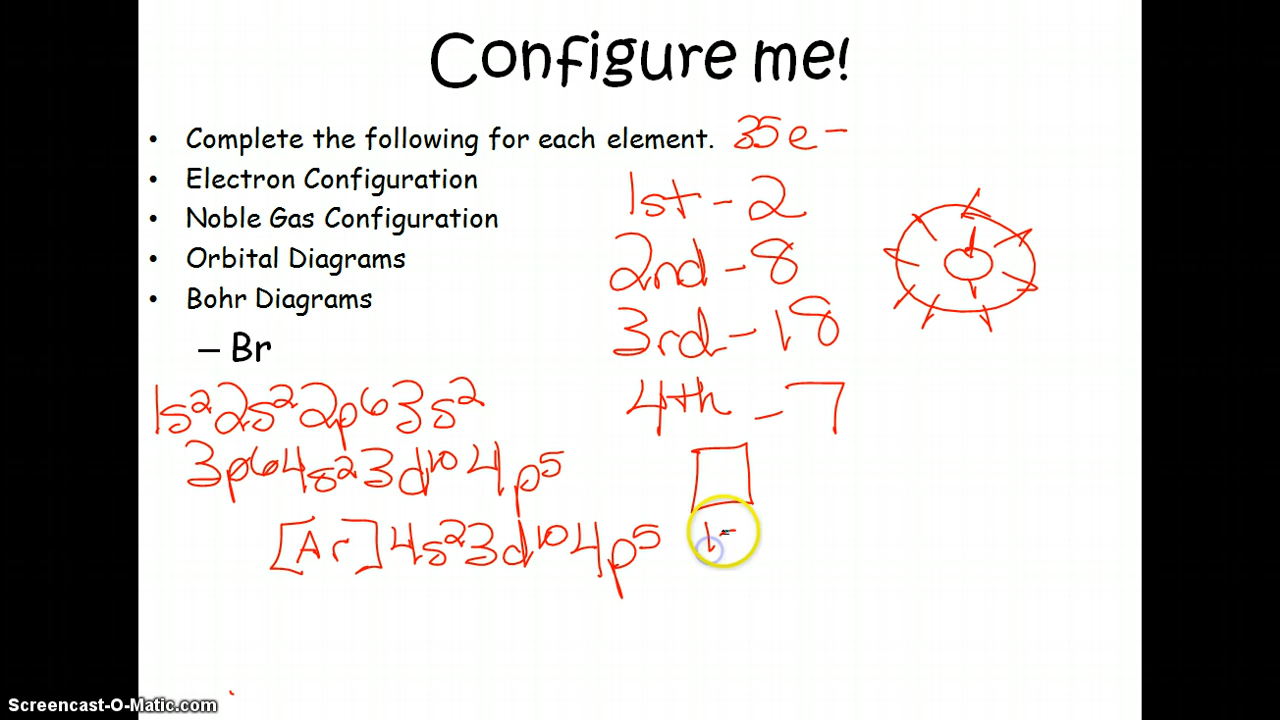 Configure me!
• Complete the following for each element. 35e-
• Electron Configuration
• Noble Gas Configuration
• Orbital Diagrams
• Bohr Diagrams
– Br
1st - 2
2nd - 8
3rd - 18
4th - 7
1s²2s²2p⁶3s²
3p⁶4s²3d¹⁰4p⁵
[Ar]4s²3d¹⁰4p⁵
Screencast-O-Matic.com